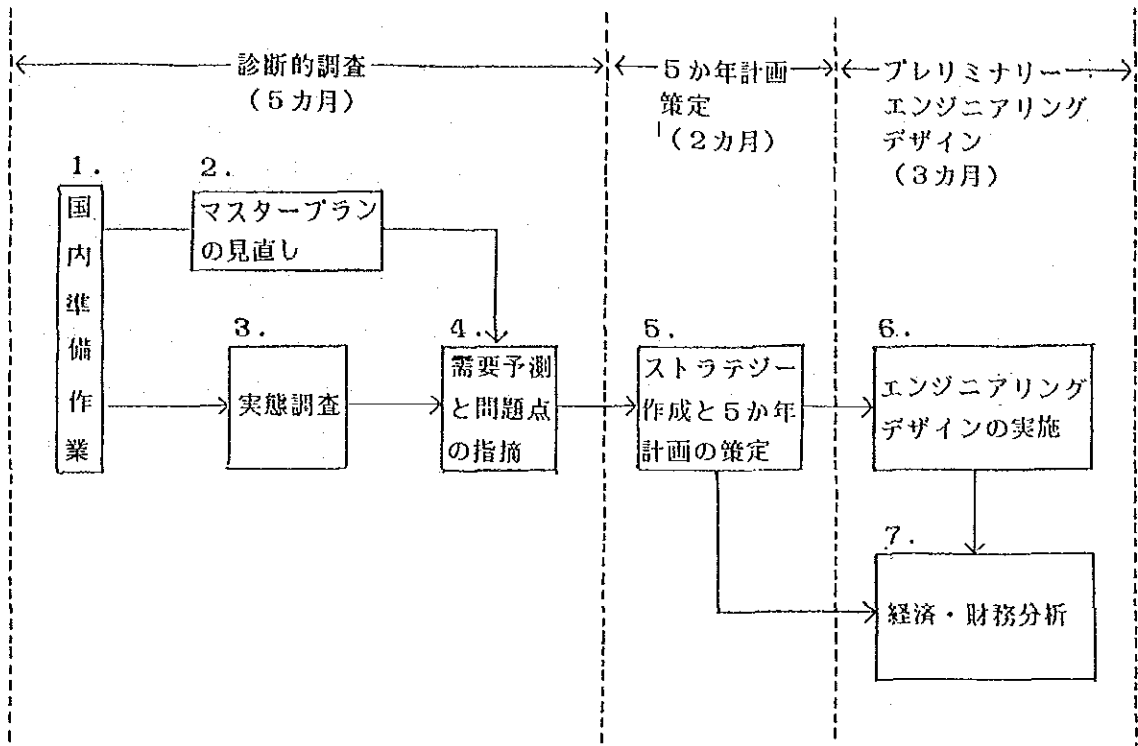 診断的調査
(5カ月)
5か年計画
策定
(2カ月)
プレリミナリー
エンジニアリング
デザイン
(3カ月)
1.
国内準備作業
2.
マスタープラン
の見直し
3.
実態調査
4.
需要予測
と問題点
の指摘
5.
ストラテジー
作成と5か年
計画の策定
6.
エンジニアリング
デザインの実施
7.
経済・財務分析